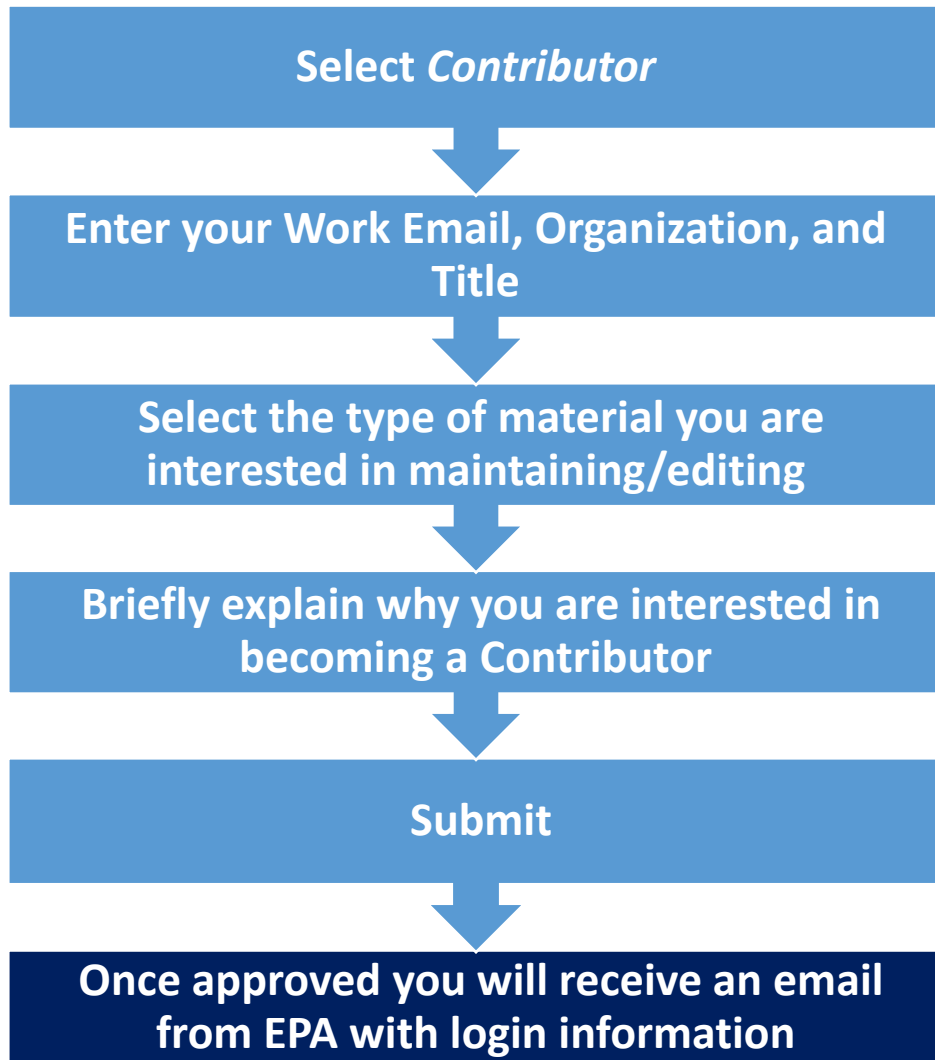 Select Contributor
Enter your Work Email, Organization, and
Title
Select the type of material you are
interested in maintaining/editing
Briefly explain why you are interested in
becoming a Contributor
Submit
Once approved you will receive an email
from EPA with login information